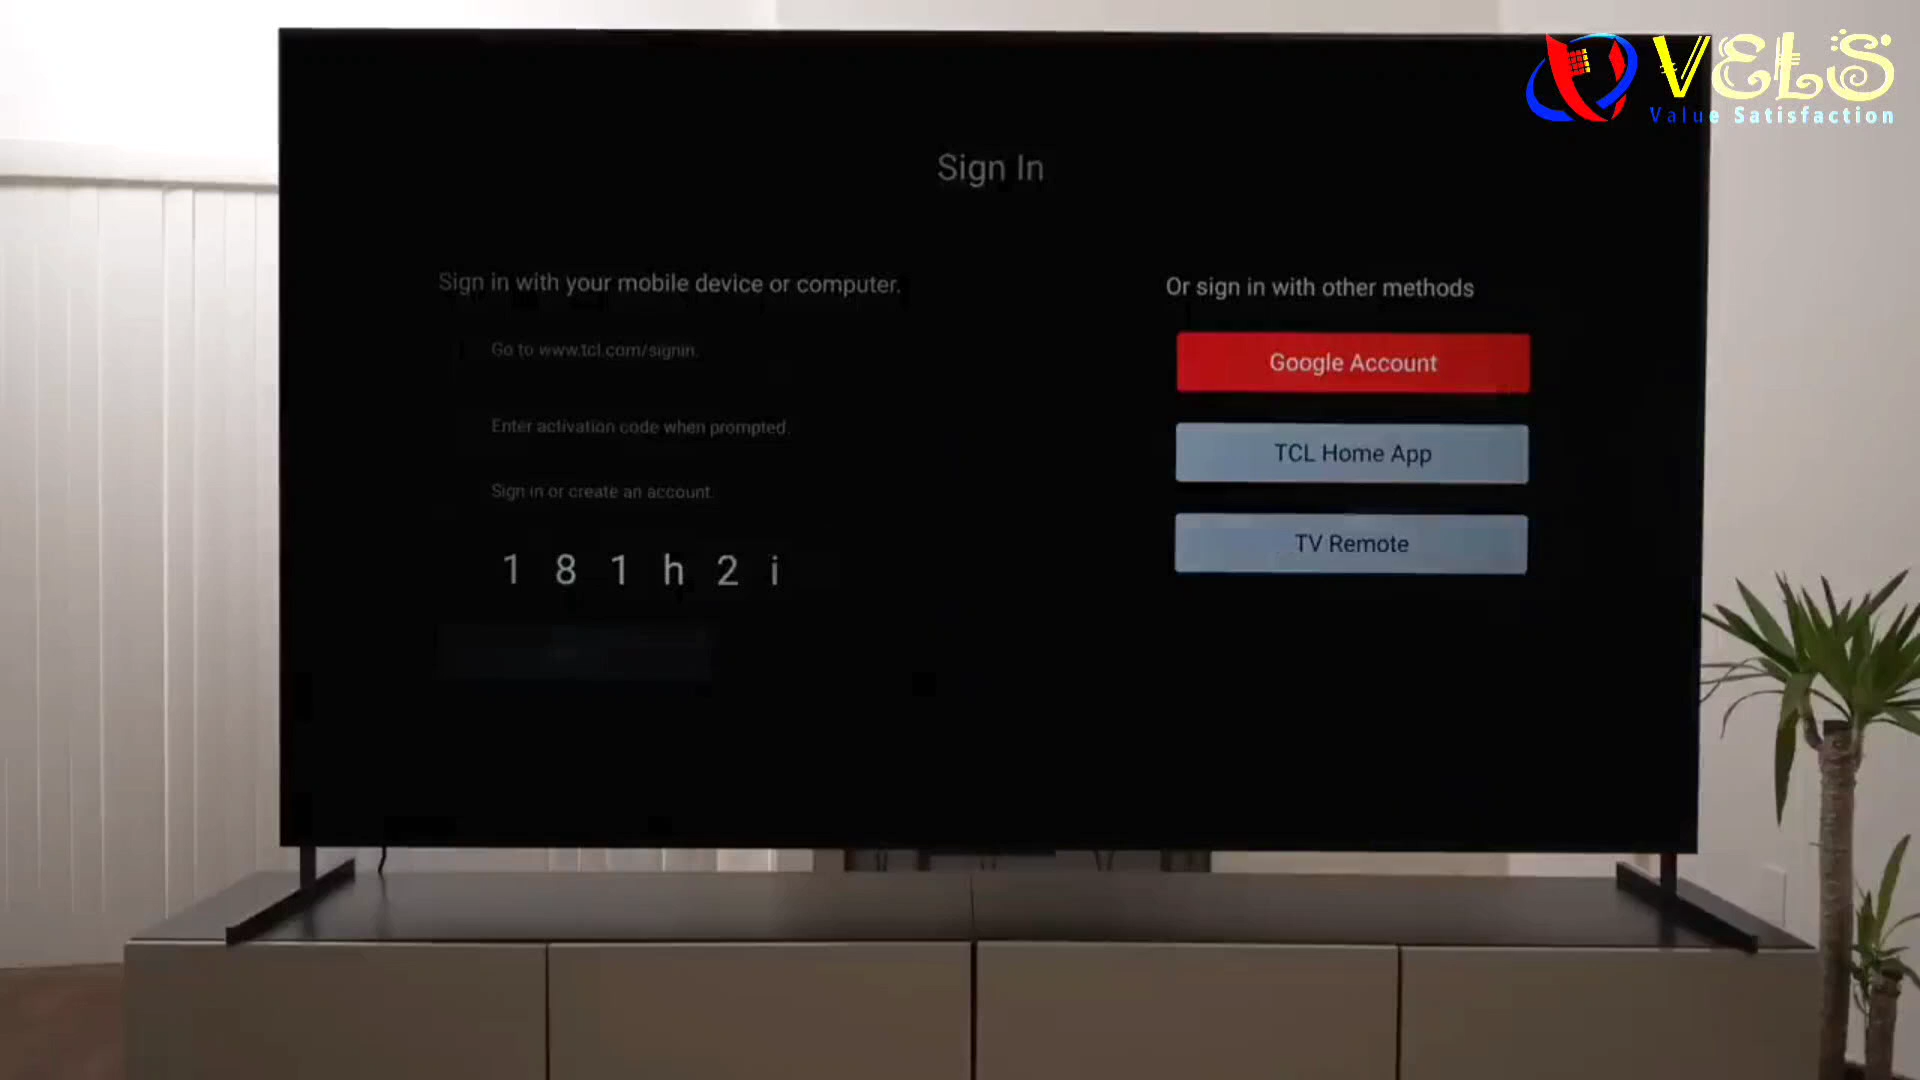 VELS
Value Satisfaction
Sign In
Sign in with your mobile device or computer.
Go to www.tcl.com/signin.
Enter activation code when prompted.
Sign in or create an account.
1 8 1 h 2 i
Or sign in with other methods
Google Account
TCL Home App
TV Remote